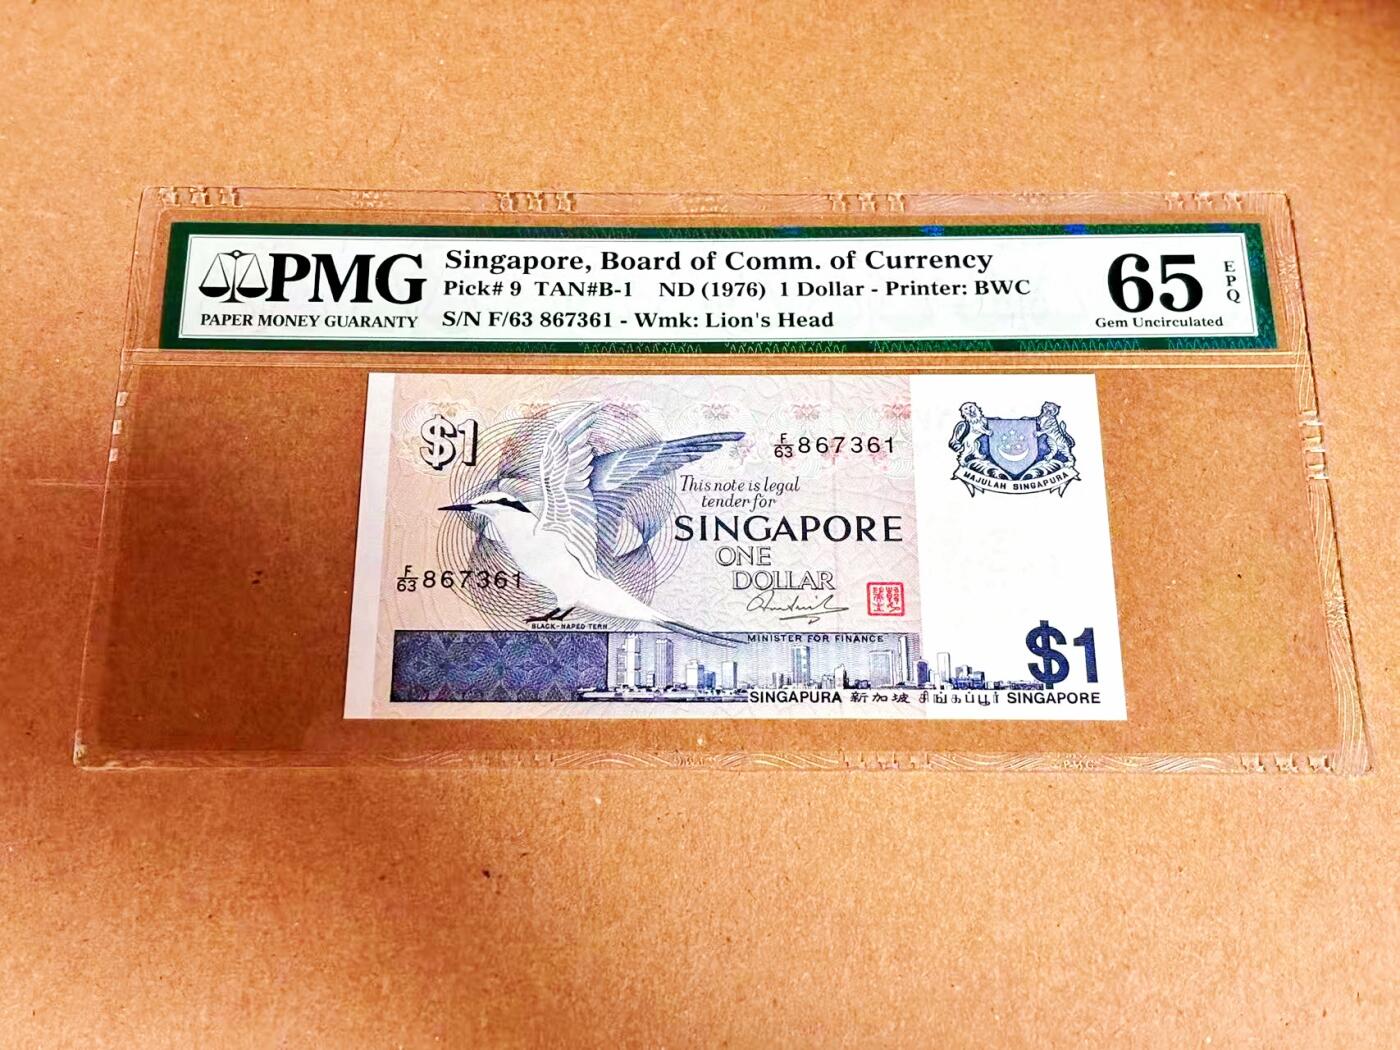 PMG
PAPER MONEY GUARANTY
Singapore, Board of Comm. of Currency
Pick# 9 TAN#B-1 ND (1976) 1 Dollar - Printer: BWC
S/N F/63 867361 - Wmk: Lion's Head
65
EPQ
Gem Uncirculated
$1
F/63 867361
MAJULAH SINGAPURA
This note is legal
tender for
SINGAPORE
ONE
DOLLAR
F/63 867361
BLACK-NAPED TERN
MINISTER FOR FINANCE
$1
SINGAPURA 新加坡 சிங்கப்பூர் SINGAPORE